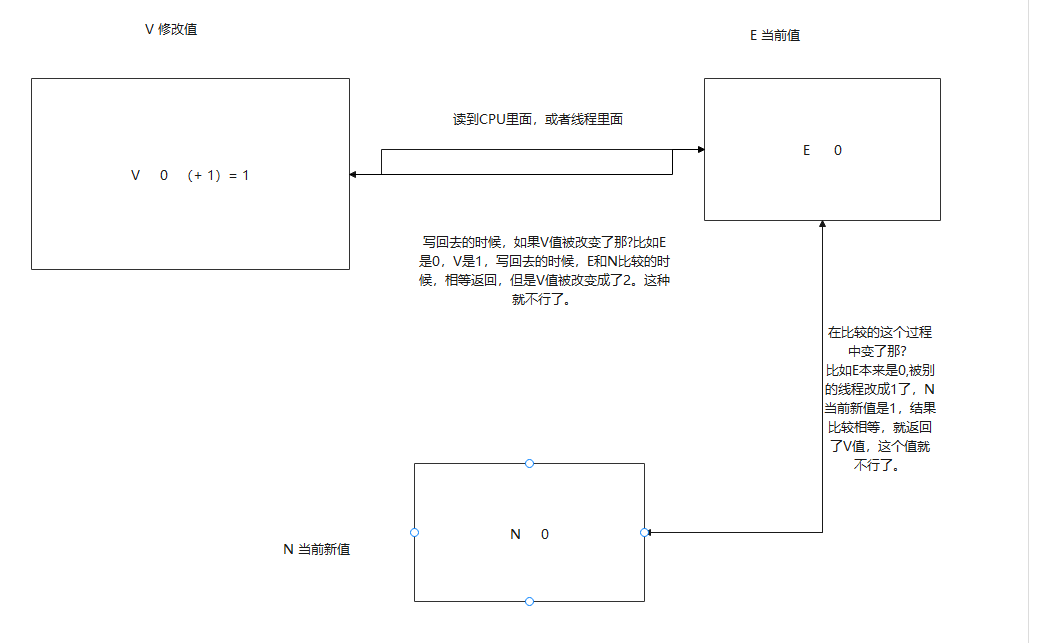 V 修改值
E 当前值
读到CPU里面，或者线程里面
E 0
V 0 （+ 1）= 1
写回去的时候，如果V值被改变了那?比如E
是0，V是1，写回去的时候，E和N比较的时
候，相等返回，但是V值被改变成了2。这种
就不行了。
在比较的这个过程
中变了那?
比如E本来是0,被别
的线程改成1了，N
当前新值是1，结果
比较相等，就返回
了V值，这个值就
不行了。
N 0
N 当前新值